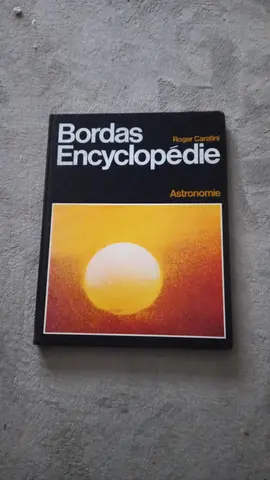 Bordas
Roger Caratini
Encyclopédie
Astronomie